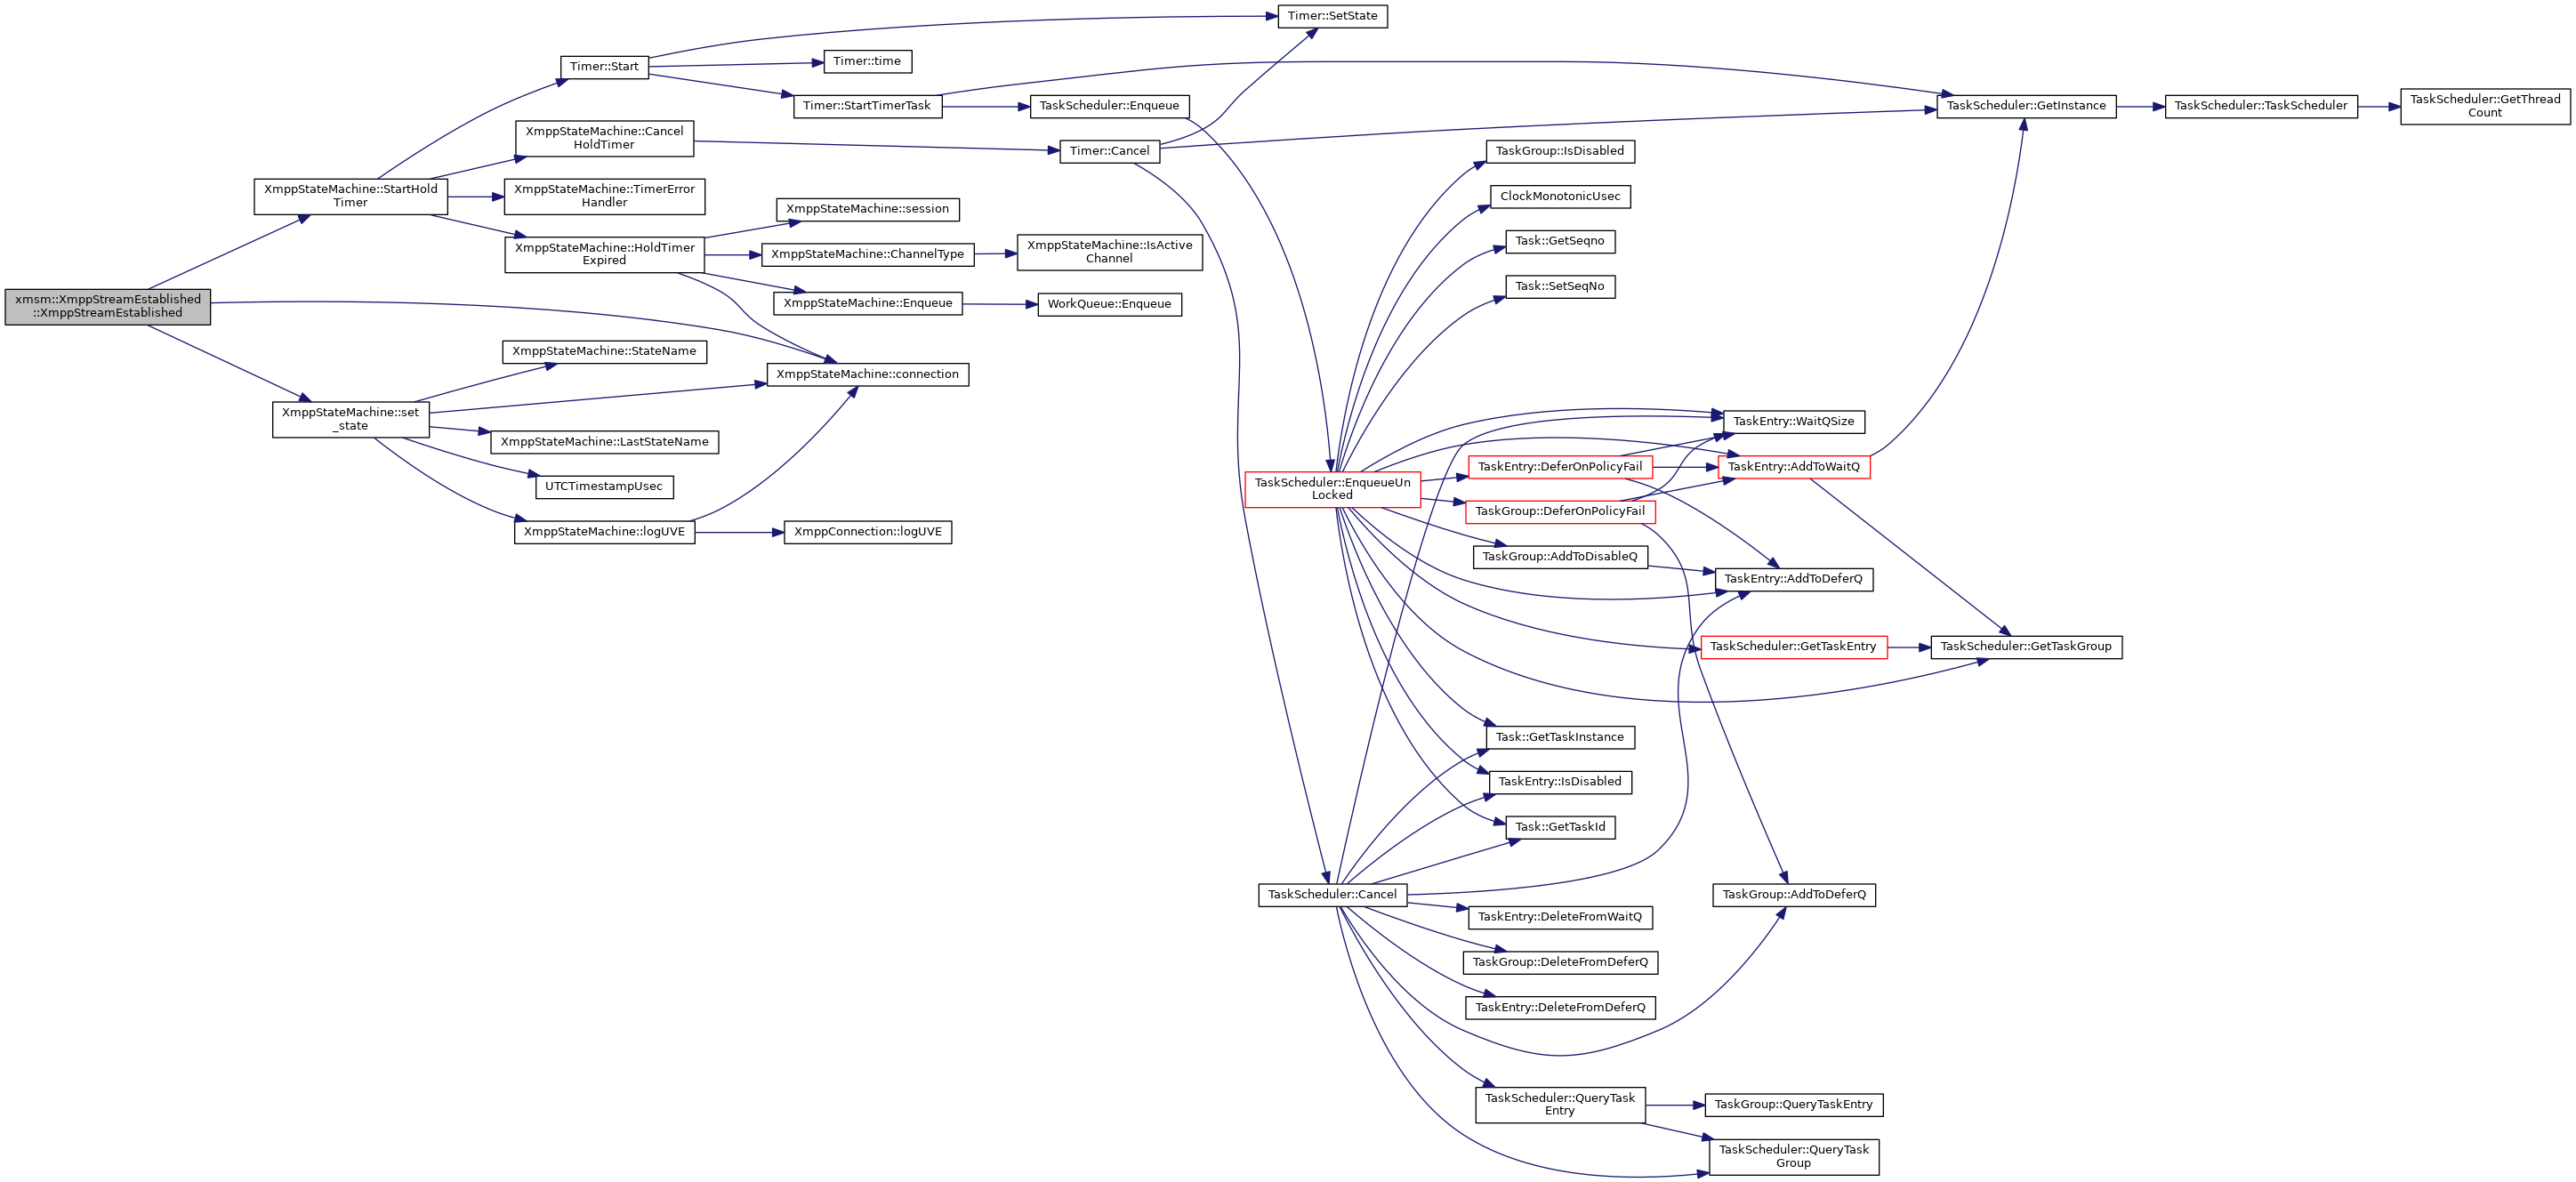 xmsm::XmppStreamEstablished
::XmppStreamEstablished
XmppStateMachine::StartHold
Timer
XmppStateMachine::set
_state
Timer::Start
XmppStateMachine::Cancel
HoldTimer
XmppStateMachine::TimerError
Handler
XmppStateMachine::HoldTimer
Expired
XmppStateMachine::StateName
XmppStateMachine::LastStateName
UTCTimestampUsec
XmppStateMachine::logUVE
Timer::time
Timer::StartTimerTask
XmppStateMachine::session
XmppStateMachine::ChannelType
XmppStateMachine::Enqueue
XmppStateMachine::connection
XmppConnection::logUVE
TaskScheduler::Enqueue
Timer::Cancel
XmppStateMachine::IsActive
Channel
WorkQueue::Enqueue
Timer::SetState
TaskScheduler::EnqueueUn
Locked
TaskScheduler::Cancel
TaskGroup::IsDisabled
ClockMonotonicUsec
Task::GetSeqno
Task::SetSeqNo
TaskEntry::DeferOnPolicyFail
TaskGroup::DeferOnPolicyFail
TaskGroup::AddToDisableQ
Task::GetTaskInstance
TaskEntry::IsDisabled
Task::GetTaskId
TaskEntry::DeleteFromWaitQ
TaskGroup::DeleteFromDeferQ
TaskEntry::DeleteFromDeferQ
TaskScheduler::QueryTask
Entry
TaskEntry::WaitQSize
TaskEntry::AddToWaitQ
TaskEntry::AddToDeferQ
TaskScheduler::GetTaskEntry
TaskGroup::AddToDeferQ
TaskGroup::QueryTaskEntry
TaskScheduler::QueryTask
Group
TaskScheduler::GetInstance
TaskScheduler::GetTaskGroup
TaskScheduler::TaskScheduler
TaskScheduler::GetThread
Count